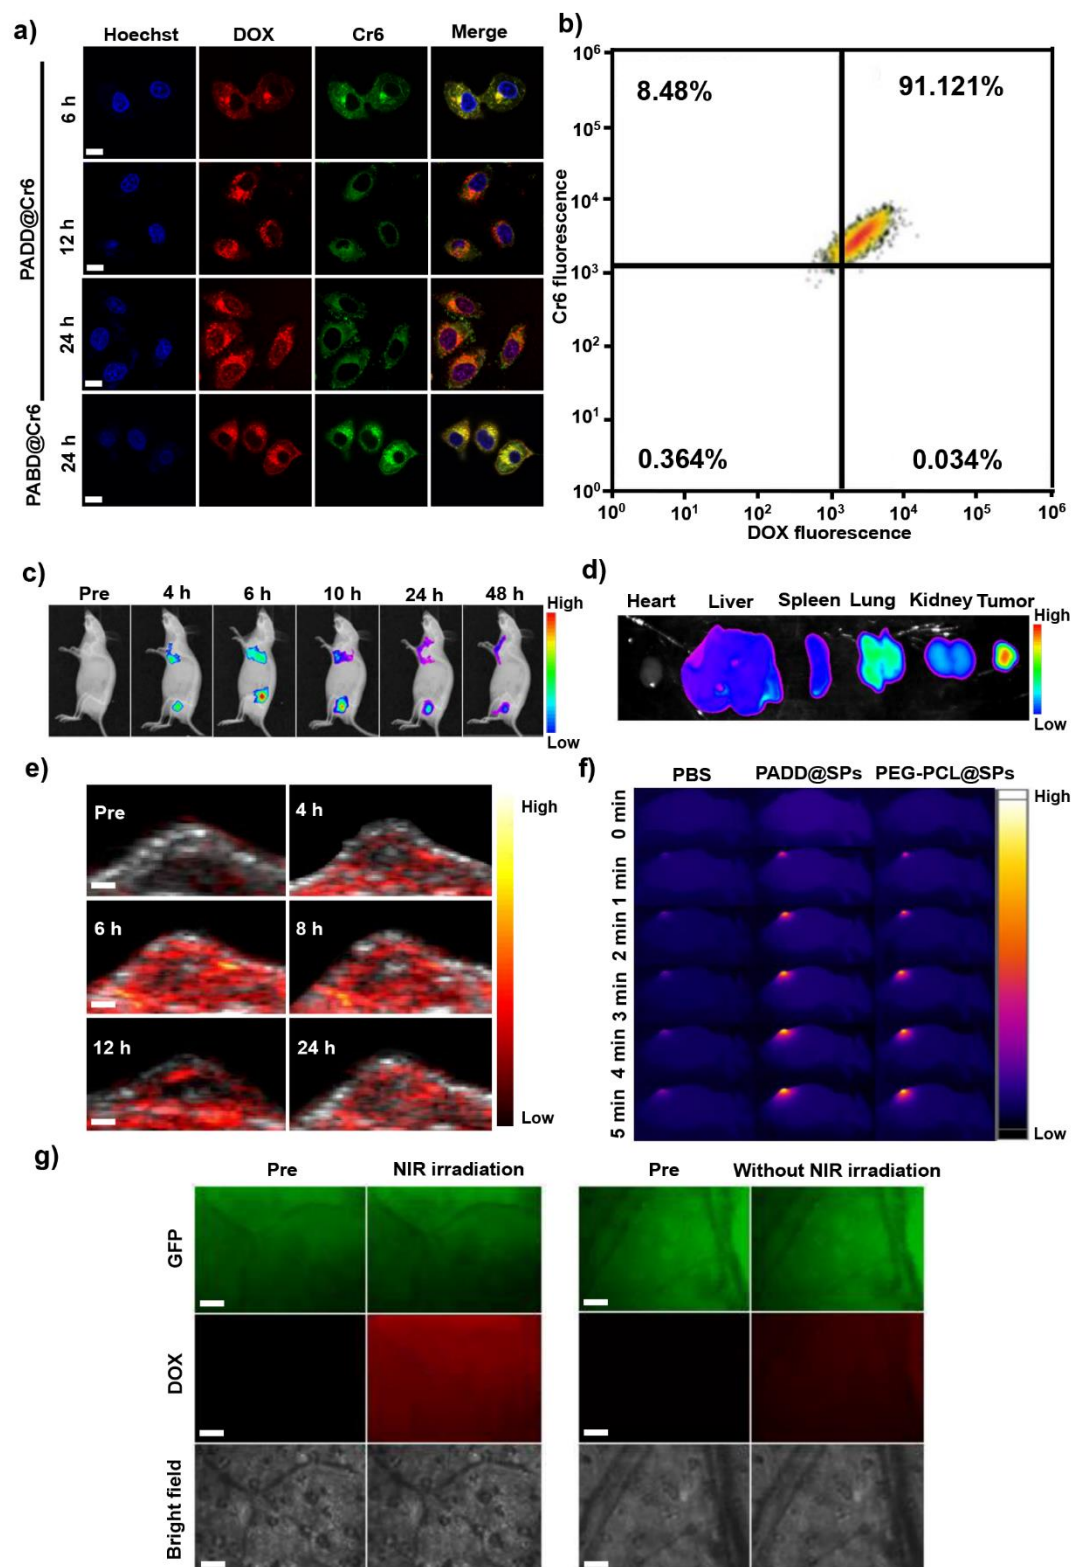 a)
Hoechst DOX Cr6 Merge
PADD@Cr6
6 h
12 h
24 h
PABD@Cr6
24 h
b)
Cr6 fluorescence
10⁶
10⁵
10⁴
10³
10²
10¹
10⁰
8.48% 91.121%
0.364% 0.034%
10⁰ 10¹ 10² 10³ 10⁴ 10⁵ 10⁶
DOX fluorescence
c)
Pre 4 h 6 h 10 h 24 h 48 h
High
Low
d)
Heart Liver Spleen Lung Kidney Tumor
High
Low
e)
Pre 4 h
6 h 8 h
12 h 24 h
High
Low
f)
PBS PADD@SPs PEG-PCL@SPs
0 min
1 min
2 min
3 min
4 min
5 min
High
Low
g)
Pre NIR irradiation Pre Without NIR irradiation
GFP
DOX
Bright field